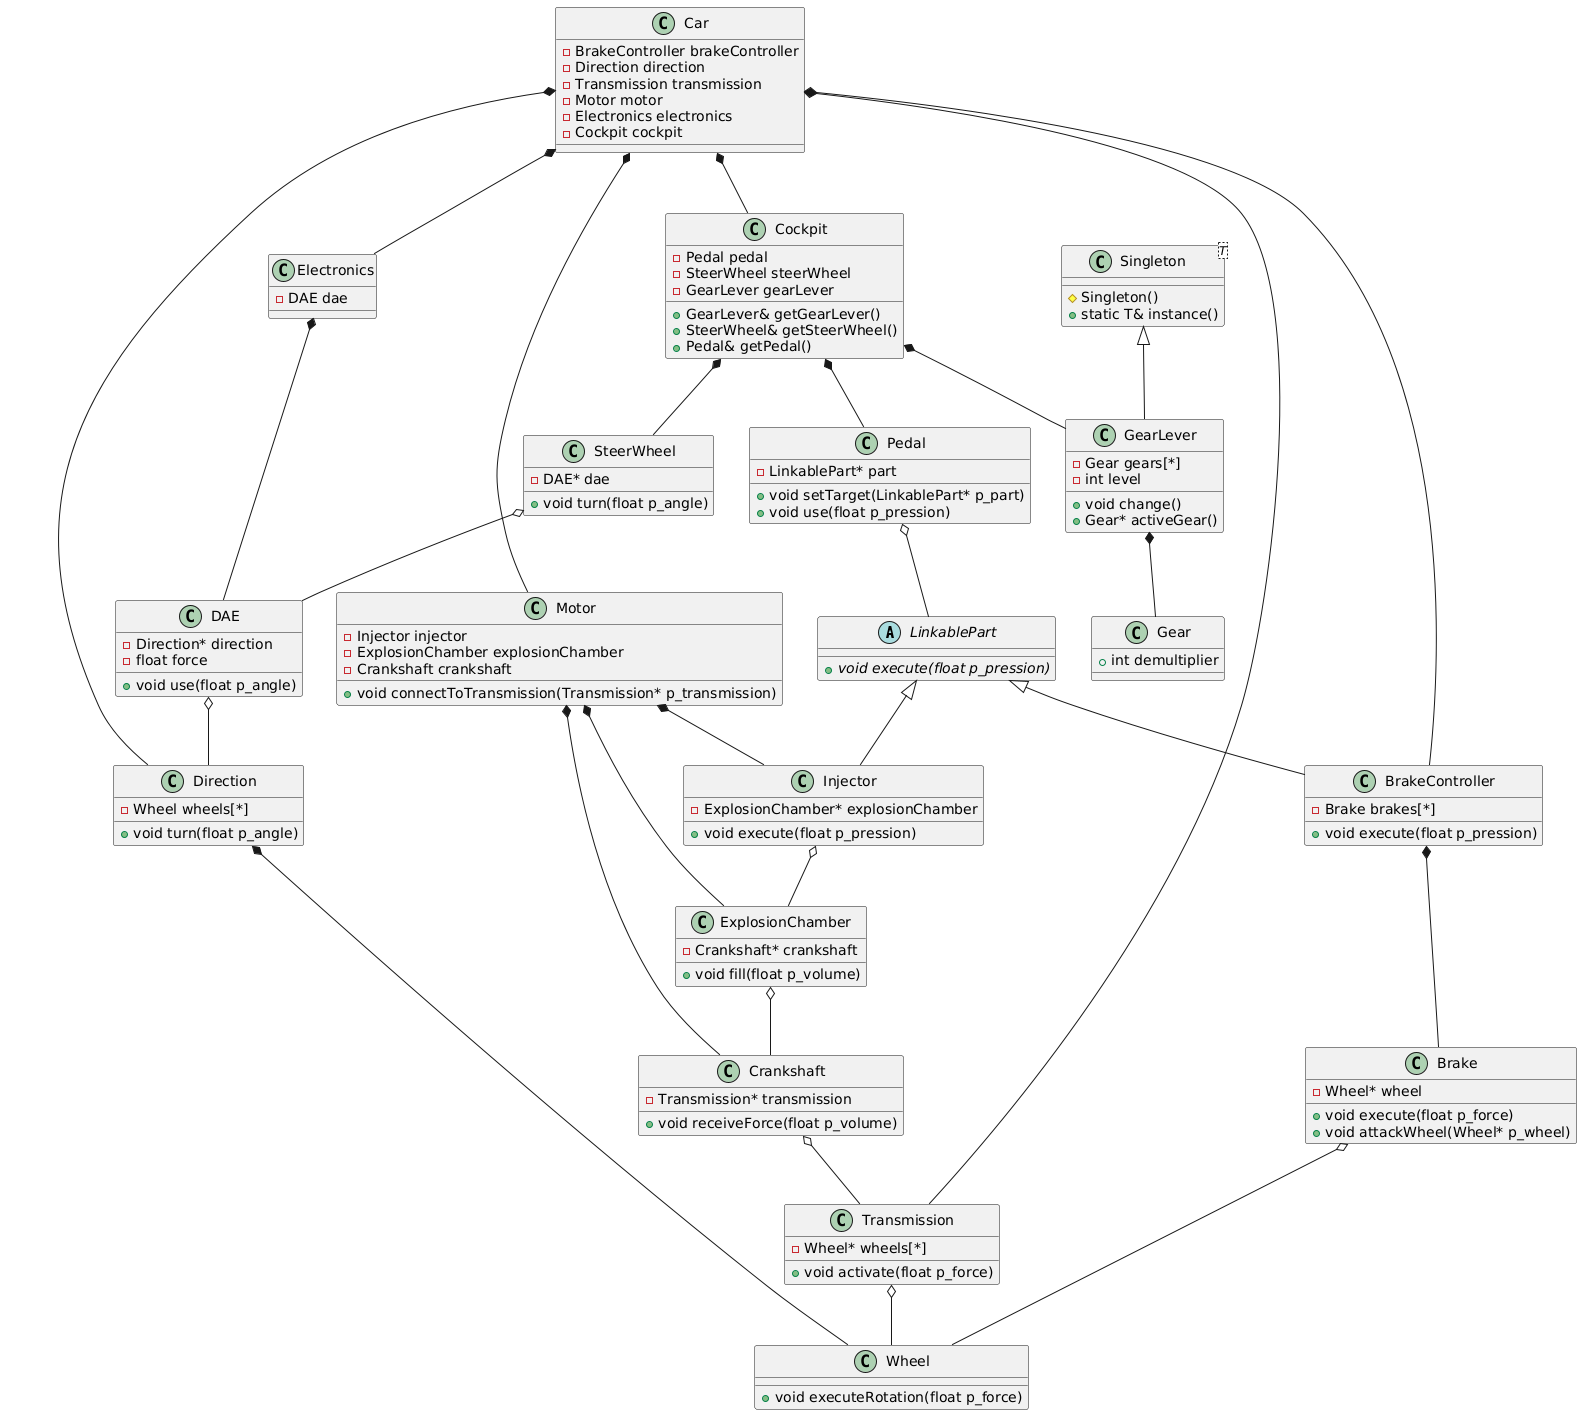 C Car
BrakeController brakeController
Direction direction
Transmission transmission
Motor motor
Electronics electronics
Cockpit cockpit
C Electronics
DAE dae
C Cockpit
Pedal pedal
SteerWheel steerWheel
GearLever gearLever
GearLever& getGearLever()
SteerWheel& getSteerWheel()
Pedal& getPedal()
C Singleton
T
Singleton()
static T& instance()
C SteerWheel
DAE* dae
void turn(float p_angle)
C Pedal
LinkablePart* part
void setTarget(LinkablePart* p_part)
void use(float p_pression)
C GearLever
Gear gears[*]
int level
void change()
Gear* activeGear()
C DAE
Direction* direction
float force
void use(float p_angle)
C Motor
Injector injector
ExplosionChamber explosionChamber
Crankshaft crankshaft
void connectToTransmission(Transmission* p_transmission)
A LinkablePart
void execute(float p_pression)
C Gear
int demultiplier
C Direction
Wheel wheels[*]
void turn(float p_angle)
C Injector
ExplosionChamber* explosionChamber
void execute(float p_pression)
C BrakeController
Brake brakes[*]
void execute(float p_pression)
C ExplosionChamber
Crankshaft* crankshaft
void fill(float p_volume)
C Crankshaft
Transmission* transmission
void receiveForce(float p_volume)
C Brake
Wheel* wheel
void execute(float p_force)
void attackWheel(Wheel* p_wheel)
C Transmission
Wheel* wheels[*]
void activate(float p_force)
C Wheel
void executeRotation(float p_force)